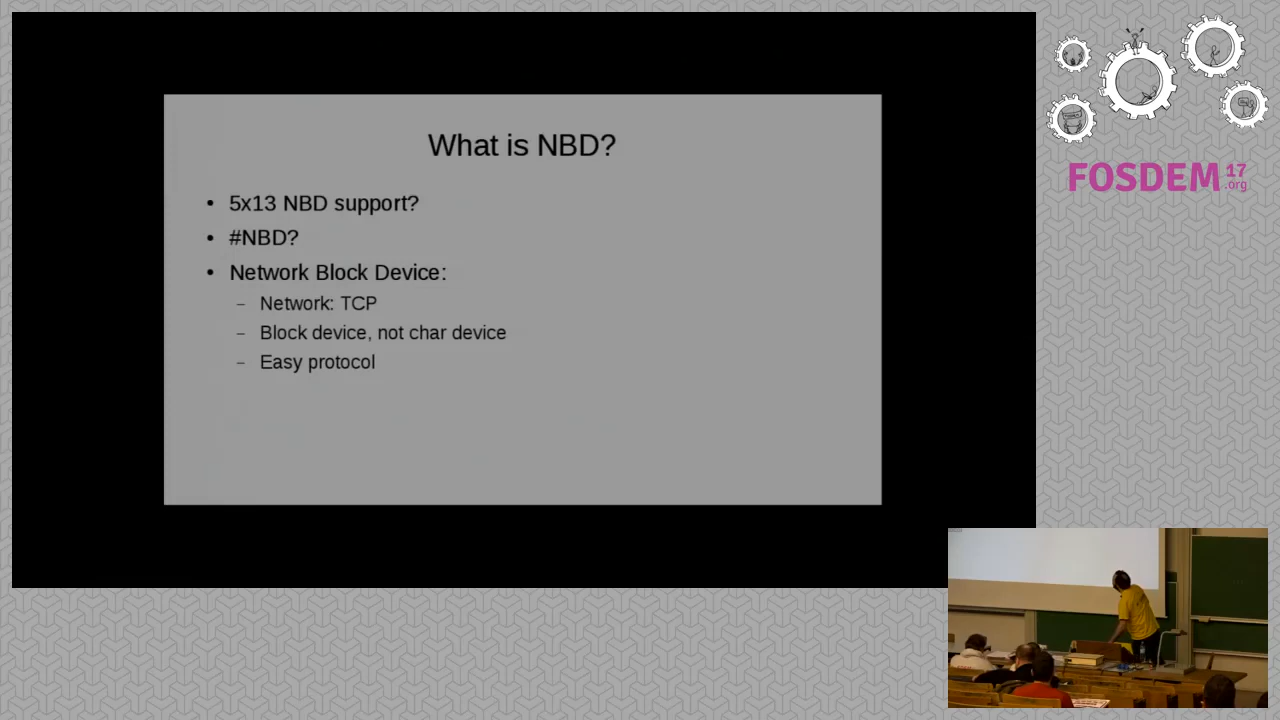 What is NBD?
• 5x13 NBD support?
• #NBD?
• Network Block Device:
– Network: TCP
– Block device, not char device
– Easy protocol
FOSDEM 17
.org